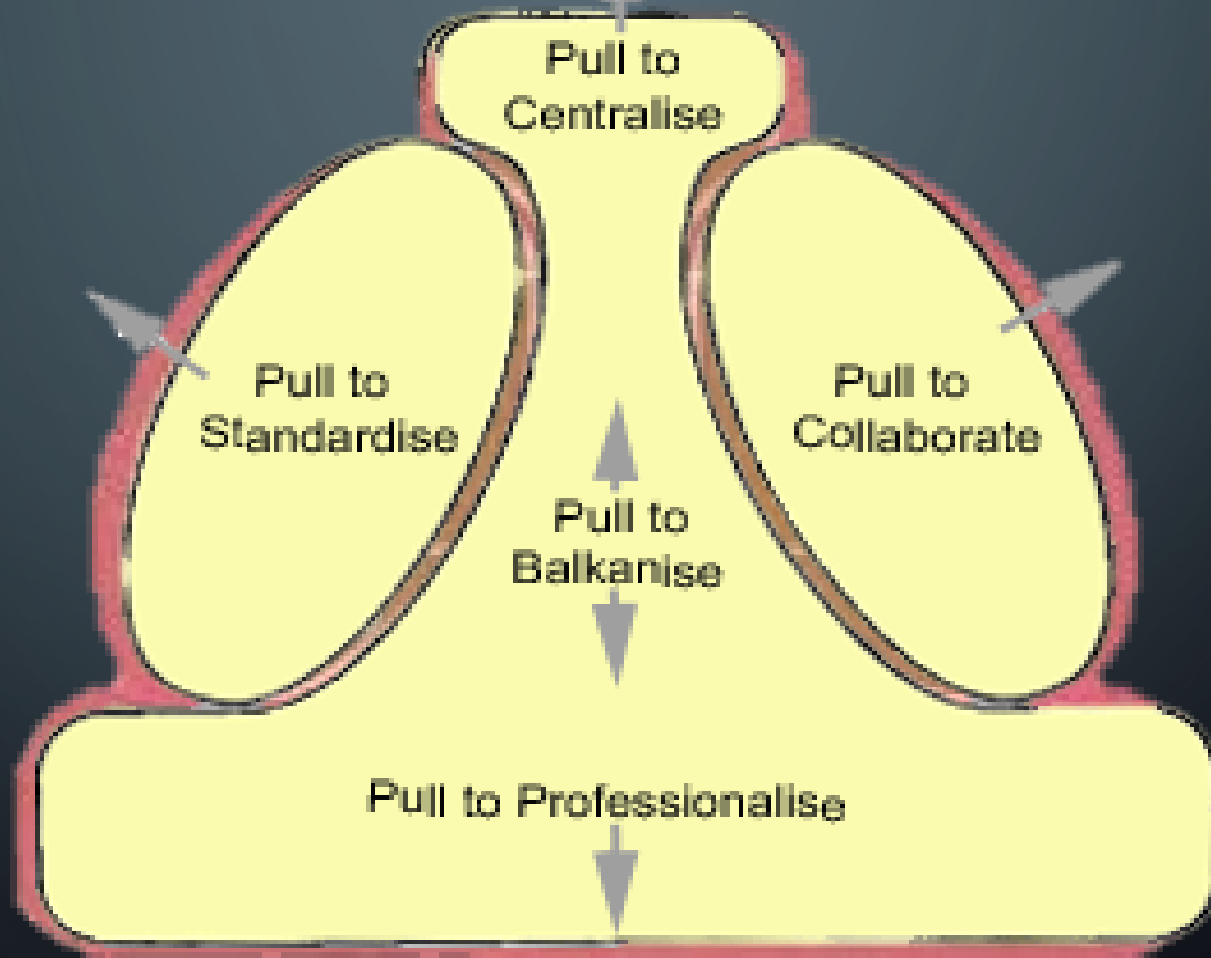 Pull to
Centralise
Pull to
Standardise
Pull to
Collaborate
Pull to
Balkanise
Pull to Professionalise